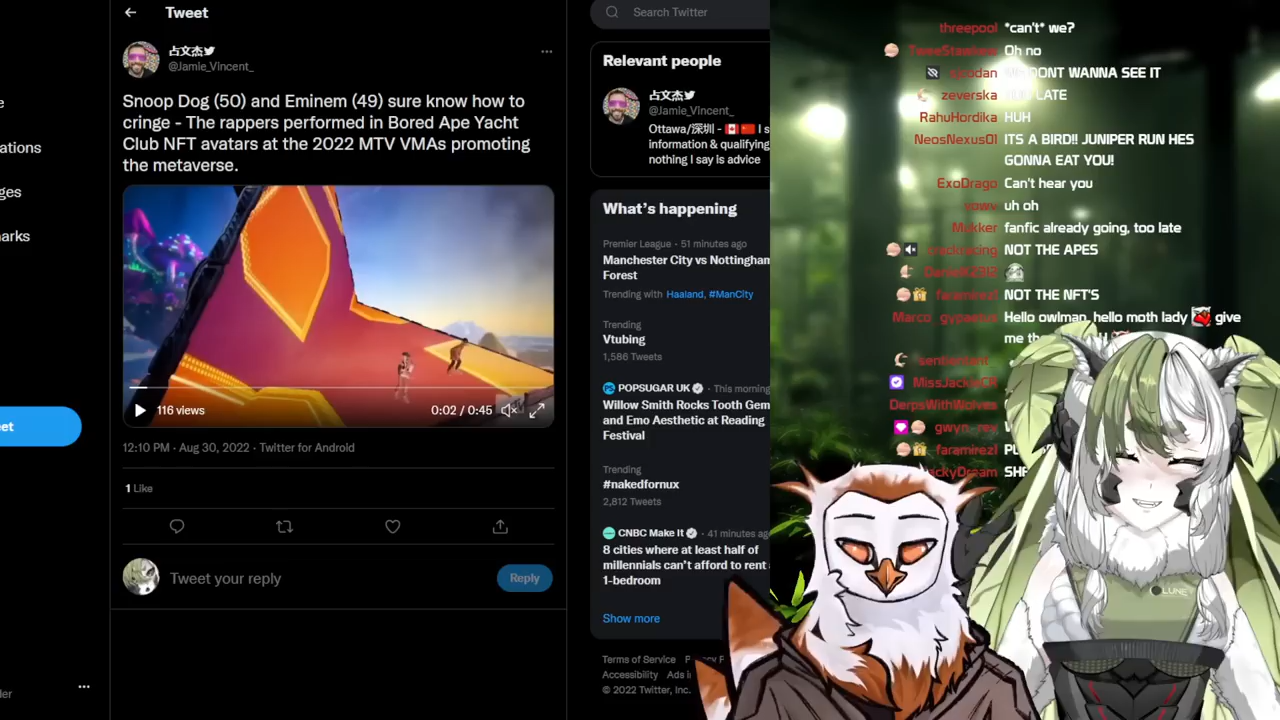 Tweet
占文杰
@Jamie_Vincent_
Snoop Dog (50) and Eminem (49) sure know how to
cringe - The rappers performed in Bored Ape Yacht
Club NFT avatars at the 2022 MTV VMAs promoting
the metaverse.
116 views
0:02 / 0:45
12:10 PM · Aug 30, 2022 · Twitter for Android
1 Like
Tweet your reply
Reply
ations
ges
arks
et
Search Twitter
Relevant people
占文杰
@Jamie_Vincent_
Ottawa/深圳 - I s
information & qualifying
nothing I say is advice
What's happening
Premier League · 51 minutes ago
Manchester City vs Nottingham
Forest
Trending with Haaland, #ManCity
Trending
Vtubing
1,586 Tweets
POPSUGAR UK · This morning
Willow Smith Rocks Tooth Gem
and Emo Aesthetic at Reading
Festival
Trending
#nakedfornux
2,812 Tweets
CNBC Make It · 41 minutes ago
8 cities where at least half of
millennials can't afford to rent
1-bedroom
Show more
Terms of Service
Accessibility
© 2022 Twitter, Inc.
threepool *can't* we?
Oh no
DONT WANNA SEE IT
zeverska LATE
RahuHordika HUH
NeosNexus01 ITS A BIRD!! JUNIPER RUN HES
GONNA EAT YOU!
ExoDrago Can't hear you
uh oh
fanfic already going, too late
NOT THE APES
faramirezl NOT THE NFT'S
Hello owlman, hello moth lady give
me
MissJackieCR
DerpsWithWolves
faramirezl
LUNE